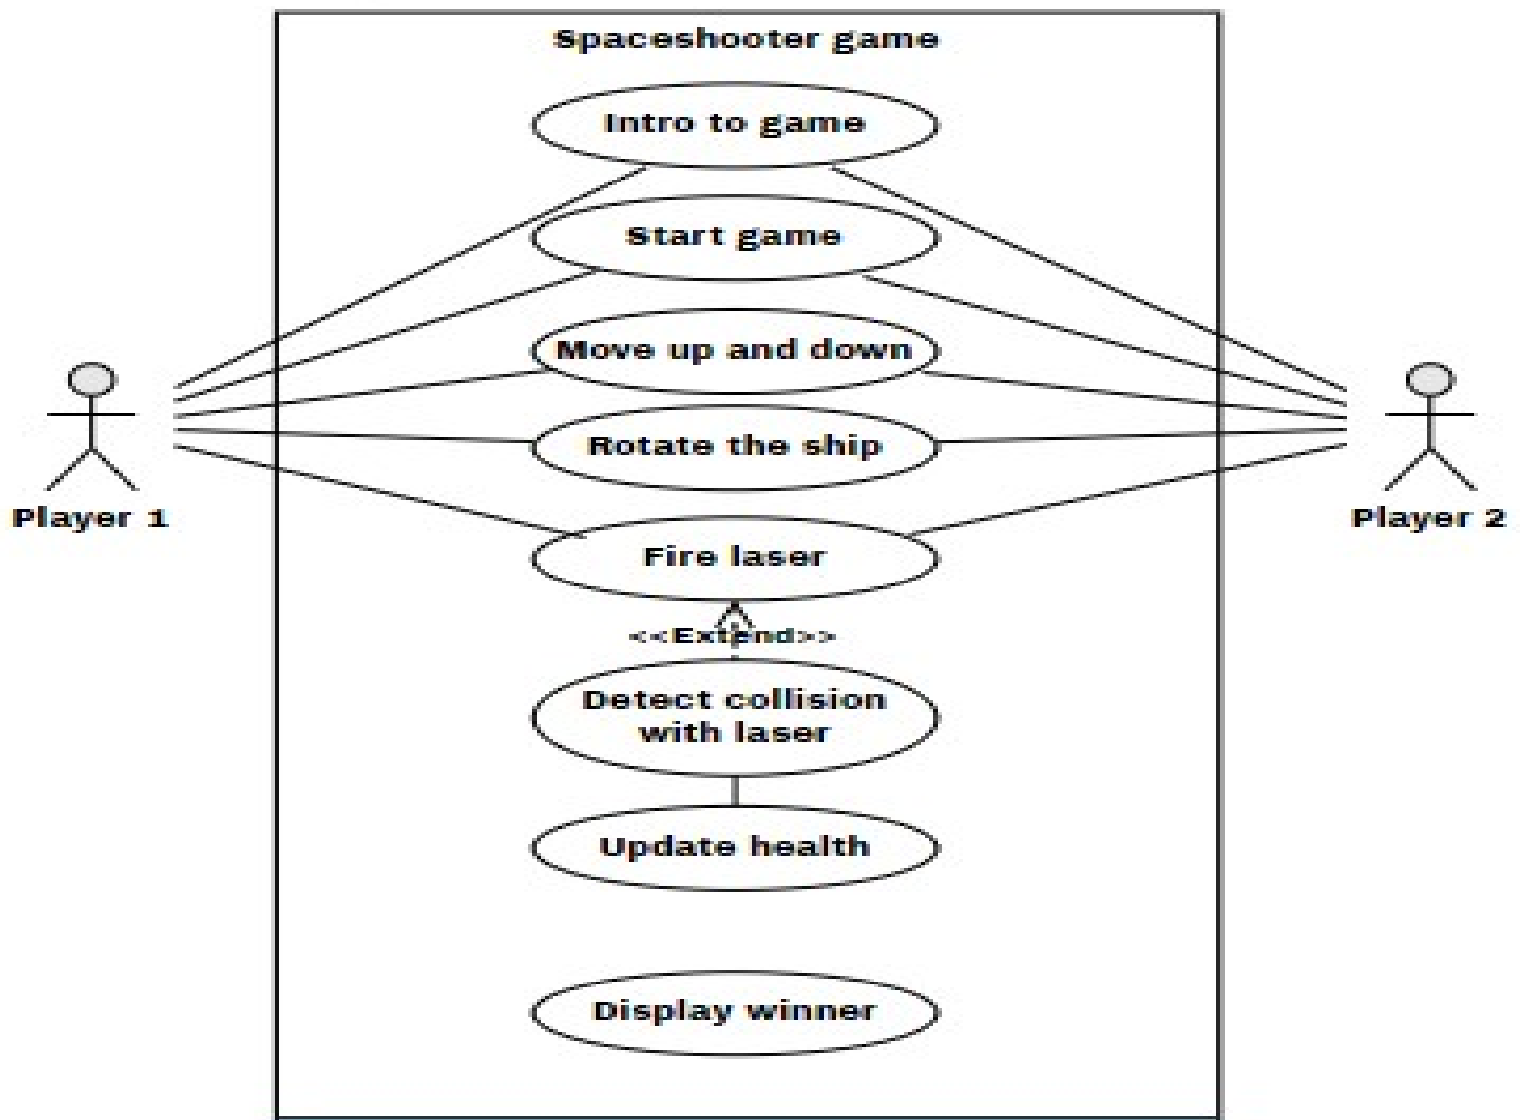 Spaceshooter game
Intro to game
Start game
Move up and down
Rotate the ship
Player 1
Player 2
Fire laser
<<Extend>>
Detect collision
with laser
Update health
Display winner